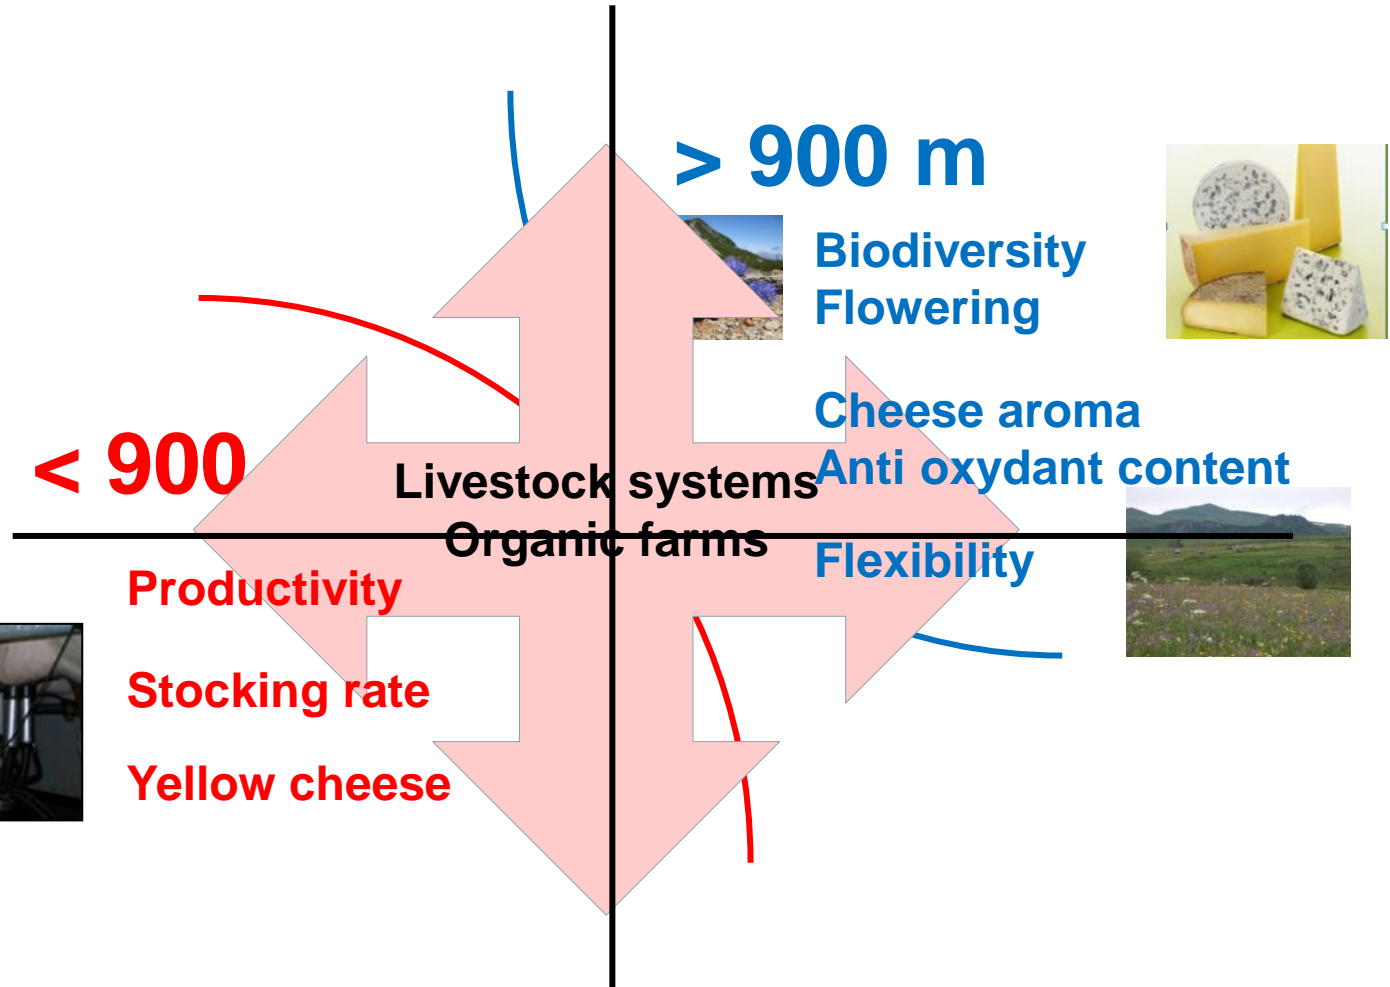 > 900 m
Biodiversity
Flowering
Cheese aroma
Anti oxydant content
Flexibility
< 900
Livestock systems
Organic farms
Productivity
Stocking rate
Yellow cheese